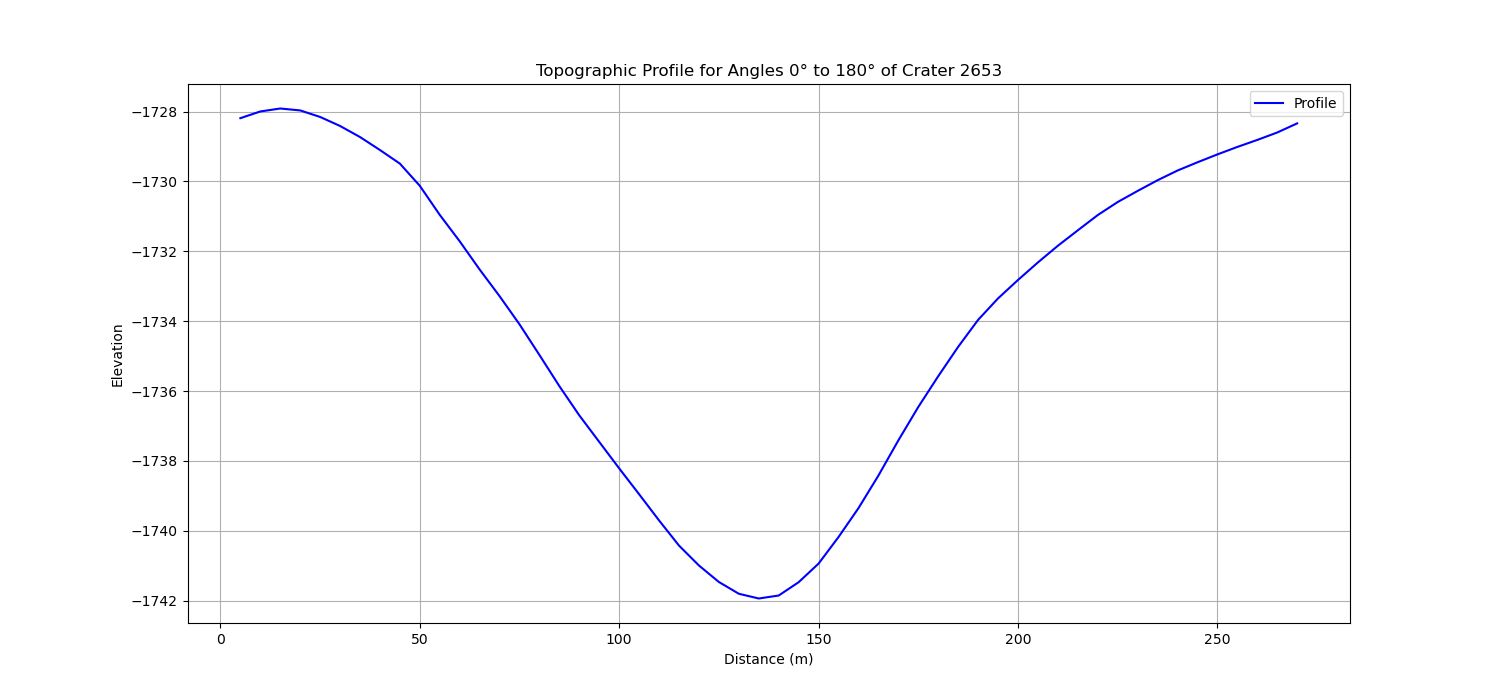 Topographic Profile for Angles 0° to 180° of Crater 2653
Profile
−1728
−1730
−1732
−1734
−1736
−1738
−1740
−1742
Elevation
0 50 100 150 200 250
Distance (m)